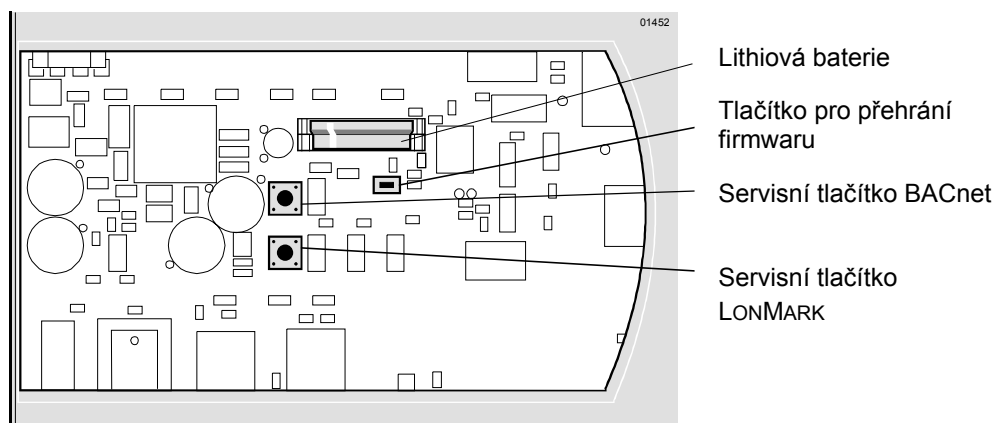 01452
Lithiová baterie
Tlačítko pro přehrání
firmwaru
Servisní tlačítko BACnet
Servisní tlačítko
LONMARK